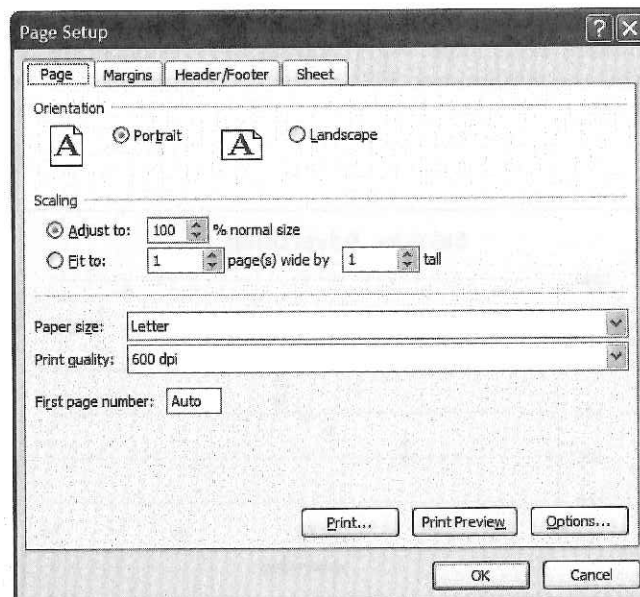 Page Setup
Page Margins Header/Footer Sheet
Orientation
A Portrait A Landscape
Scaling
Adjust to: 100 % normal size
Fit to: 1 page(s) wide by 1 tall
Paper size: Letter
Print quality: 600 dpi
First page number: Auto
Print... Print Preview Options...
OK Cancel